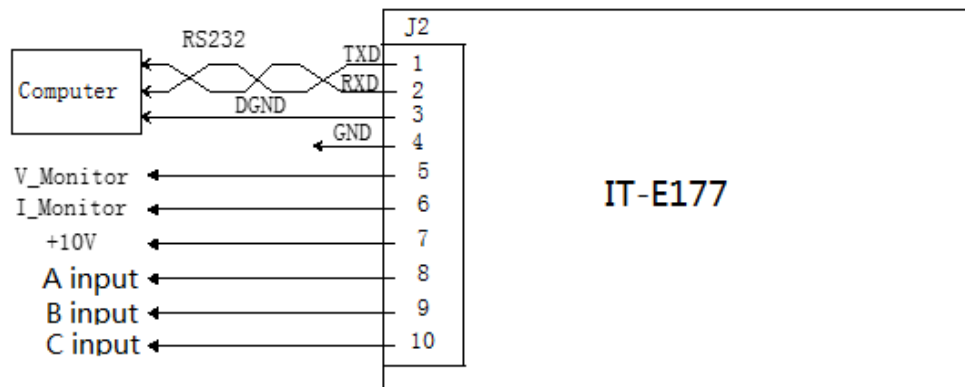 J2
RS232
TXD
1
Computer
RXD
2
DGND
3
GND
4
V_Monitor
5
I_Monitor
6
IT-E177
+10V
7
A input
8
B input
9
C input
10